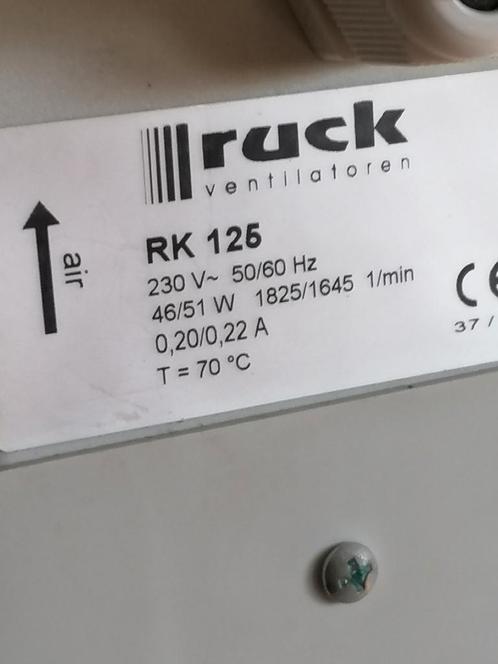 ruck
ventilatoren
air
RK 125
230 V~ 50/60 Hz
46/51 W 1825/1645 1/min
0,20/0,22 A
T = 70 °C
CE
37 /